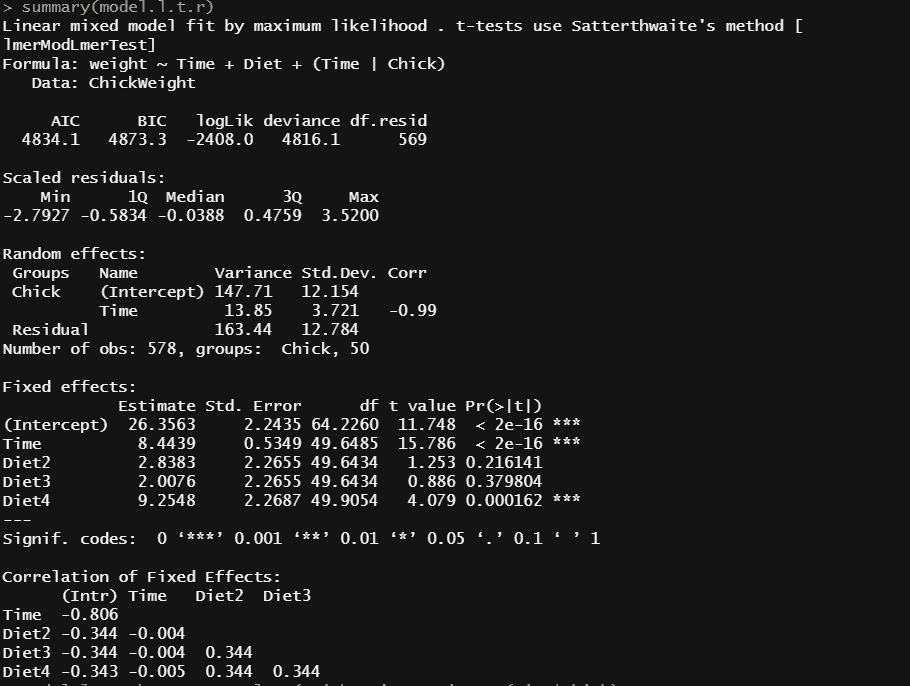 > summary(model.l.t.r)
Linear mixed model fit by maximum likelihood . t-tests use Satterthwaite's method [
lmerModLmerTest]
Formula: weight ~ Time + Diet + (Time | Chick)
   Data: ChickWeight

     AIC      BIC   logLik deviance df.resid
  4834.1   4873.3  -2408.0   4816.1      569

Scaled residuals:
    Min      1Q  Median      3Q     Max
-2.7927 -0.5834 -0.0388  0.4759  3.5200

Random effects:
 Groups   Name        Variance Std.Dev. Corr
 Chick    (Intercept) 147.71   12.154
          Time         13.85    3.721   -0.99
 Residual             163.44   12.784
Number of obs: 578, groups:  Chick, 50

Fixed effects:
            Estimate Std. Error      df t value Pr(>|t|)
(Intercept)  26.3563     2.2435 64.2260  11.748  < 2e-16 ***
Time          8.4439     0.5349 49.6485  15.786  < 2e-16 ***
Diet2         2.8383     2.2655 49.6434   1.253 0.216141
Diet3         2.0076     2.2655 49.6434   0.886 0.379804
Diet4         9.2548     2.2687 49.9054   4.079 0.000162 ***
---
Signif. codes:  0 ‘***’ 0.001 ‘**’ 0.01 ‘*’ 0.05 ‘.’ 0.1 ‘ ’ 1

Correlation of Fixed Effects:
      (Intr) Time   Diet2  Diet3
Time  -0.806
Diet2 -0.344 -0.004
Diet3 -0.344 -0.004  0.344
Diet4 -0.343 -0.005  0.344  0.344